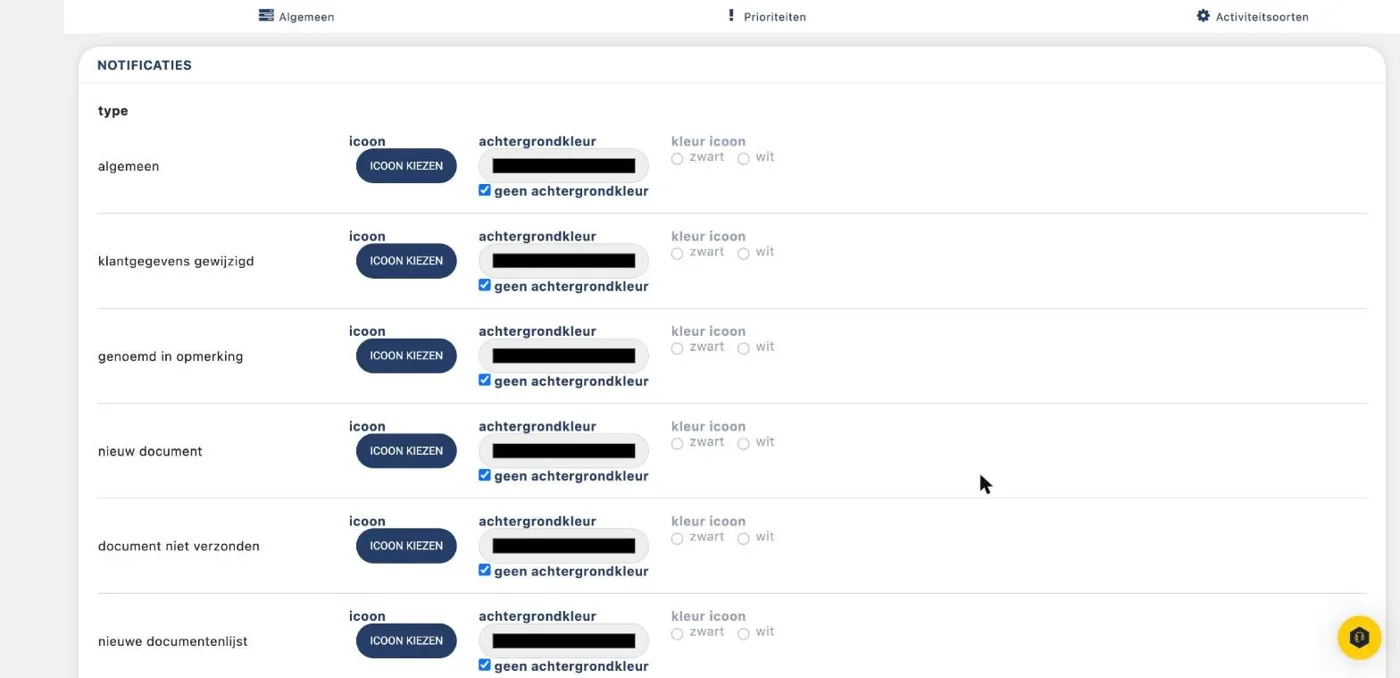 Algemeen
Prioriteiten
Activiteitsoorten
NOTIFICATIES
type
icoon achtergrondkleur kleur icoon
algemeen ICOON KIEZEN zwart wit
geen achtergrondkleur
icoon achtergrondkleur kleur icoon
klantgegevens gewijzigd ICOON KIEZEN zwart wit
geen achtergrondkleur
icoon achtergrondkleur kleur icoon
genoemd in opmerking ICOON KIEZEN zwart wit
geen achtergrondkleur
icoon achtergrondkleur kleur icoon
nieuw document ICOON KIEZEN zwart wit
geen achtergrondkleur
icoon achtergrondkleur kleur icoon
document niet verzonden ICOON KIEZEN zwart wit
geen achtergrondkleur
icoon achtergrondkleur kleur icoon
nieuwe documentenlijst ICOON KIEZEN zwart wit
geen achtergrondkleur